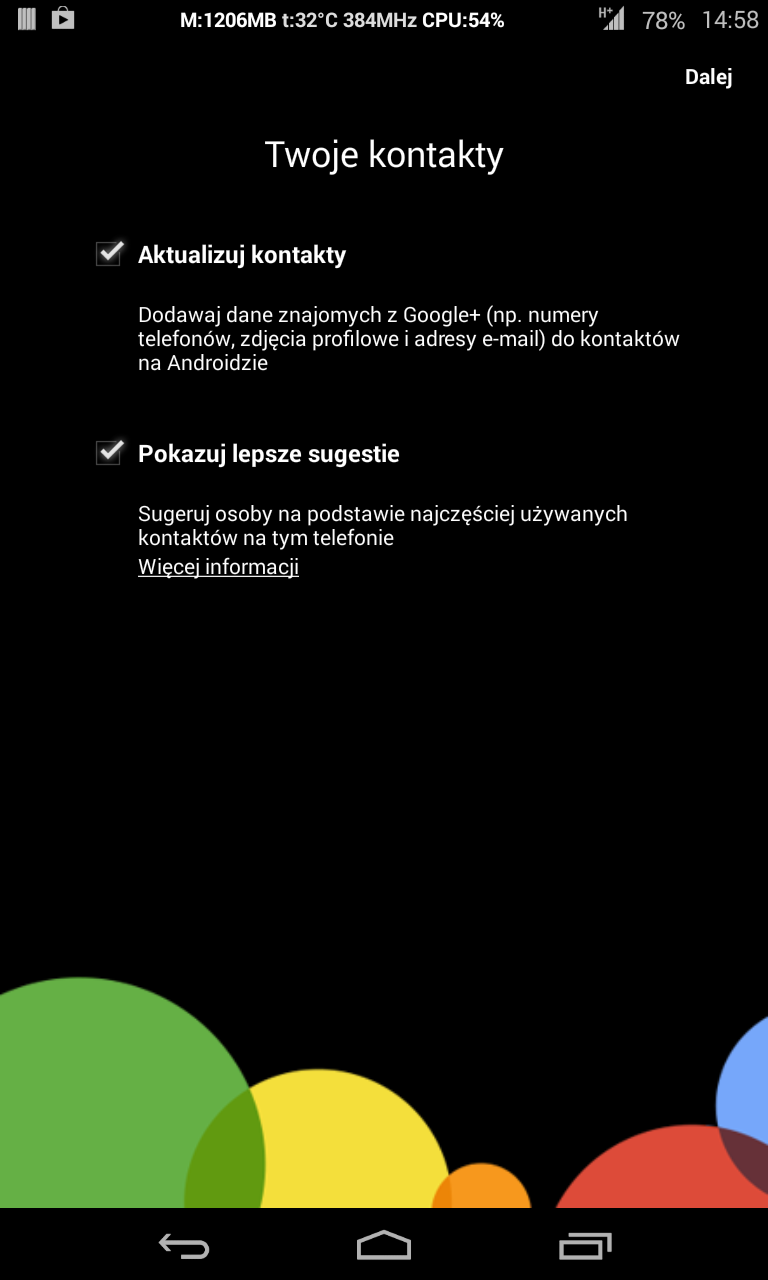 M:1206MB t:32°C 384MHz CPU:54% H+ 78% 14:58
Dalej
Twoje kontakty
Aktualizuj kontakty
Dodawaj dane znajomych z Google+ (np. numery
telefonów, zdjęcia profilowe i adresy e-mail) do kontaktów
na Androidzie
Pokazuj lepsze sugestie
Sugeruj osoby na podstawie najczęściej używanych
kontaktów na tym telefonie
Więcej informacji